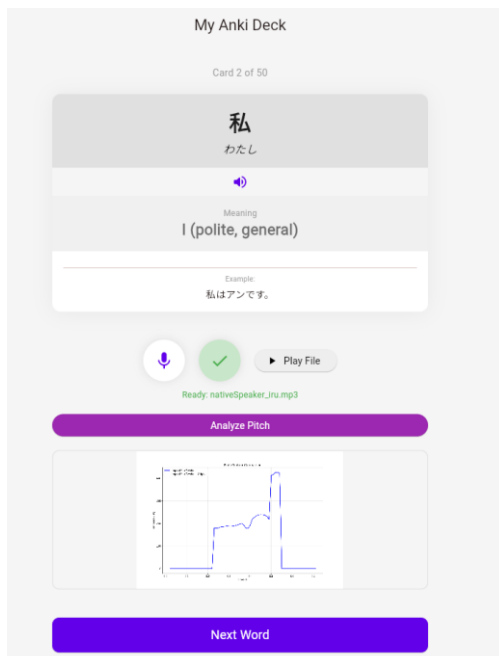 My Anki Deck
Card 2 of 50
私
わたし
Meaning
I (polite, general)
Example:
私はアンです。
Play File
Ready: nativeSpeaker_iru.mp3
Analyze Pitch
Next Word